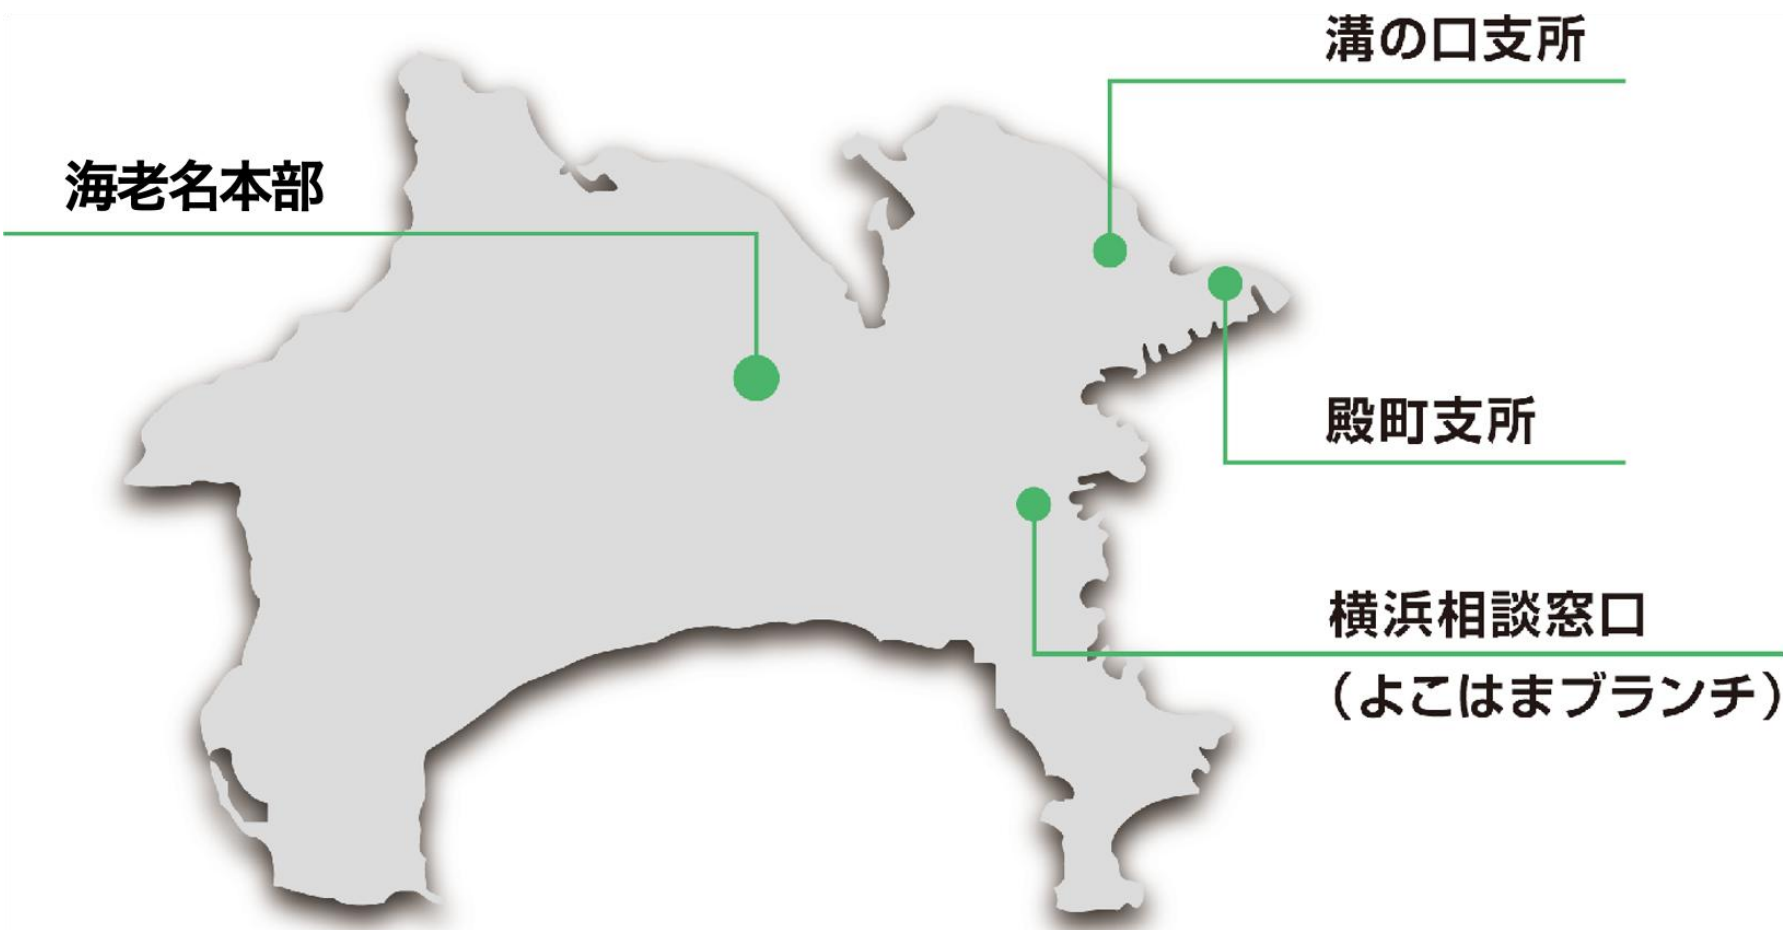 溝の口支所
海老名本部
殿町支所
横浜相談窓口
（よこはまブランチ）